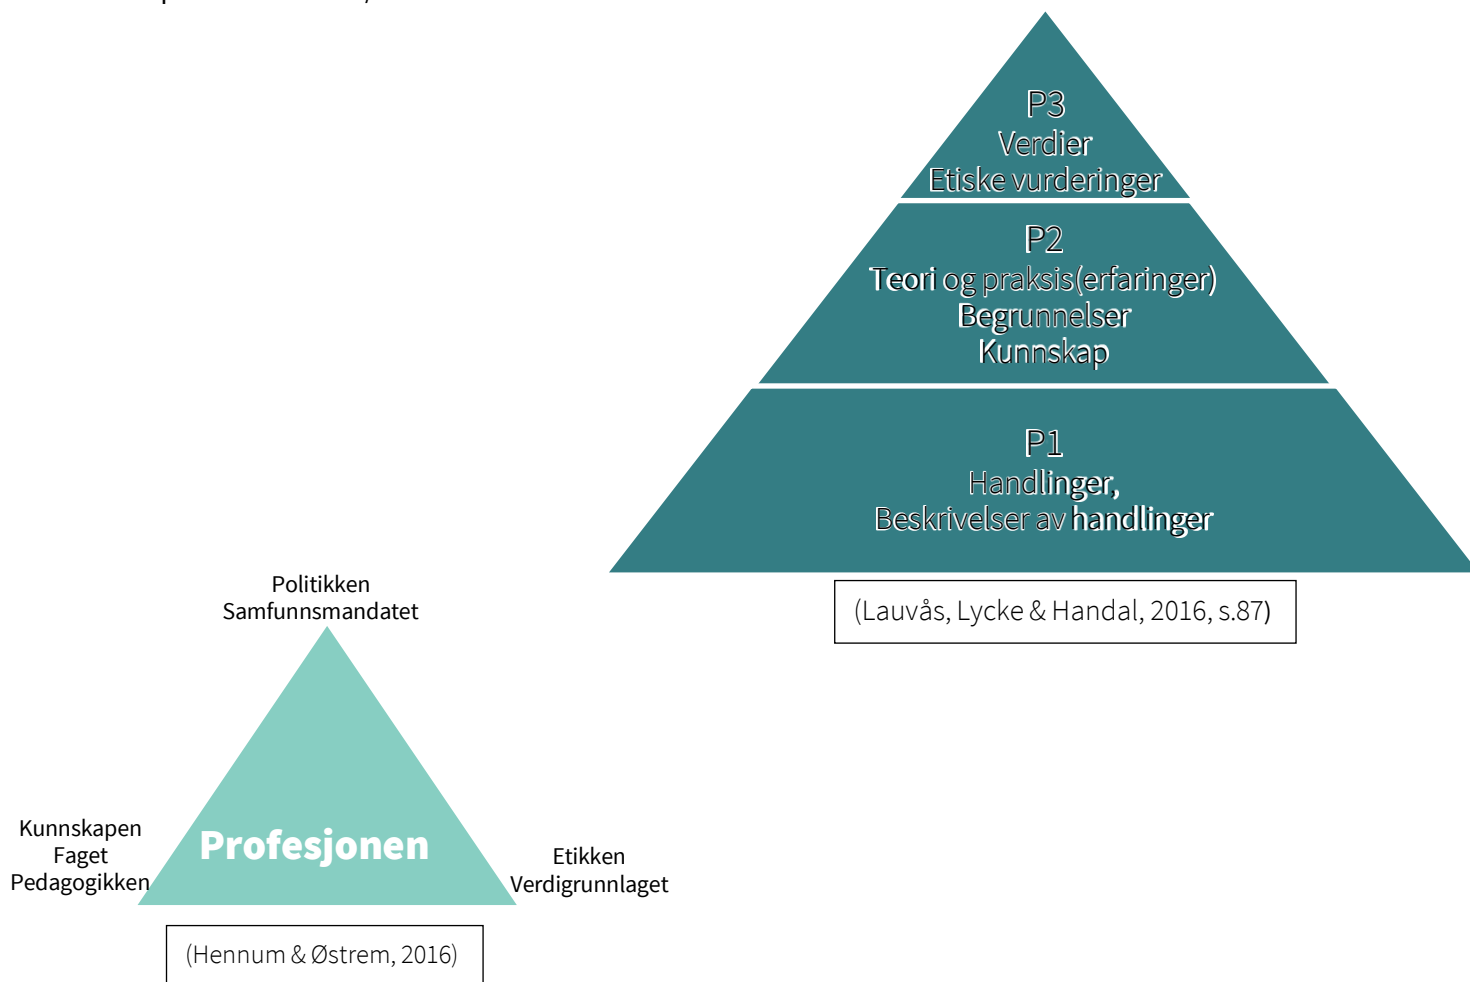 P3
Verdier
Etiske vurderinger
P2
Teori og praksis(erfaringer)
Begrunnelser
Kunnskap
P1
Handlinger,
Beskrivelser av handlinger
(Lauvås, Lycke & Handal, 2016, s.87)
Politikken
Samfunnsmandatet
Kunnskapen
Faget
Pedagogikken
Profesjonen
Etikken
Verdigrunnlaget
(Hennum & Østrem, 2016)